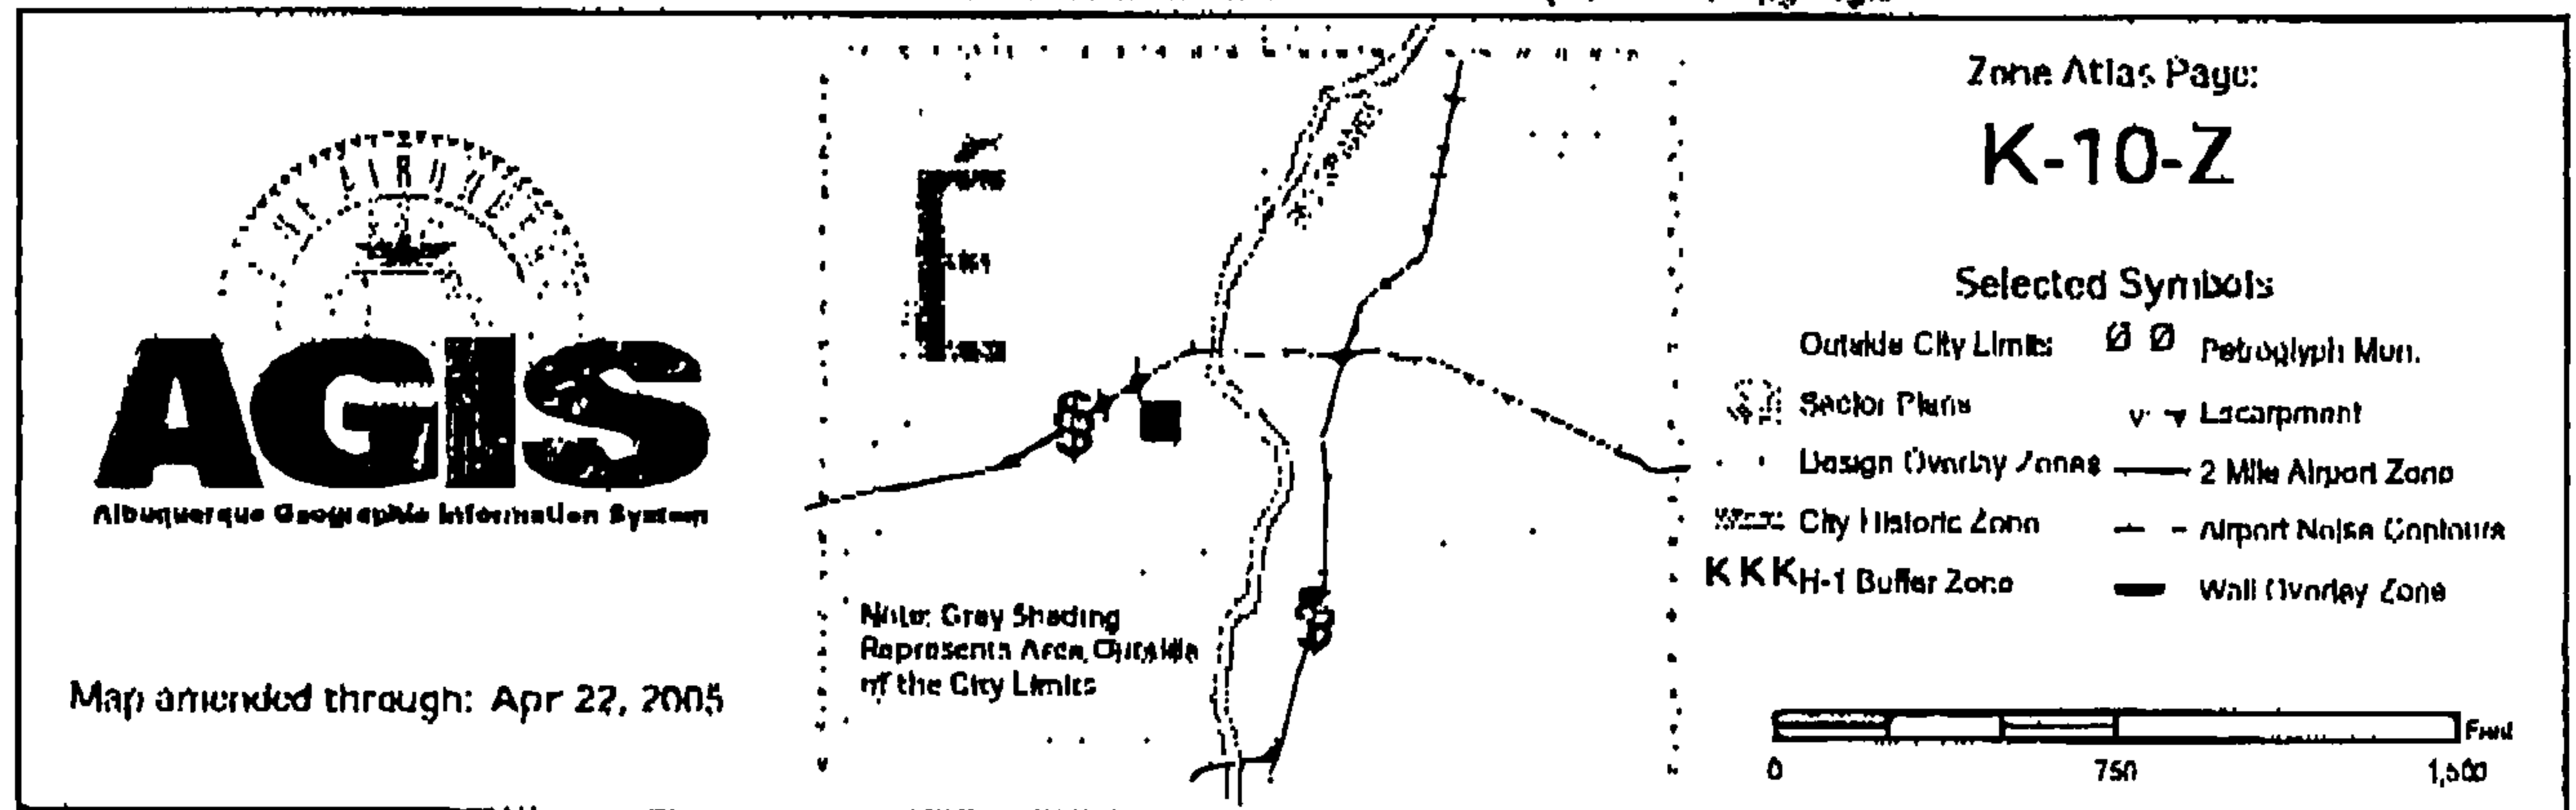 AGIS
Albuquerque Geographic Information System
Map amended through: Apr 22, 2005
Note: Gray Shading
Represents Area Outside
of the City Limits
Zone Atlas Page:
K-10-Z
Selected Symbols
Outside City Limits
Sector Plans
Design Overlay Zones
City Historic Zone
KKK H-1 Buffer Zone
Petroglyph Mon.
Escarpment
2 Mile Airport Zone
Airport Noise Contours
Wall Overlay Zone
Feet
0 750 1,500